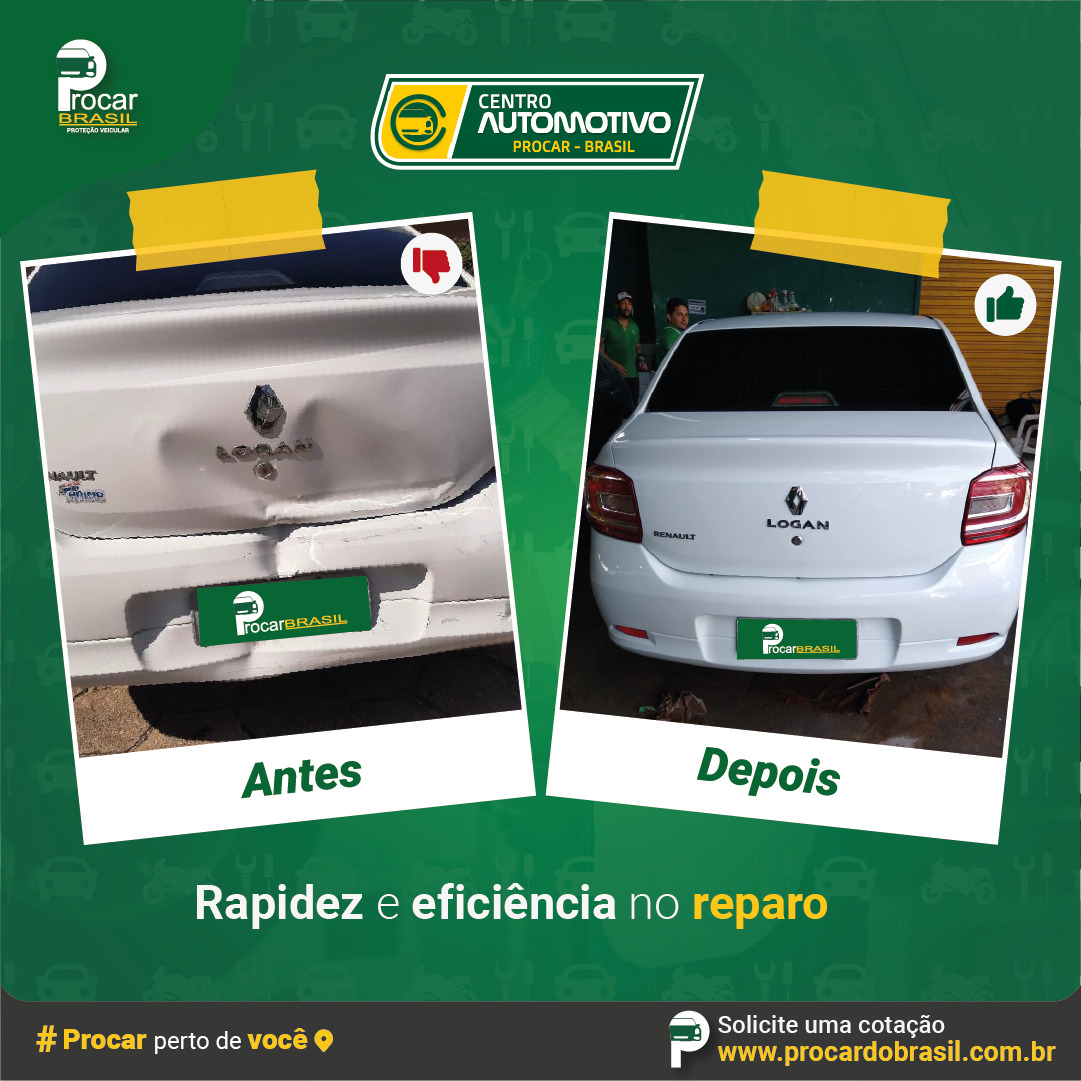 Procar
BRASIL
PROTEÇÃO VEICULAR
CENTRO
AUTOMOTIVO
PROCAR - BRASIL
LOGAN
NAULT
ProcarBRASIL
LOGAN
RENAULT
ProcarBRASIL
Antes
Depois
Rapidez e eficiência no reparo
# Procar perto de você
Solicite uma cotação
www.procardobrasil.com.br